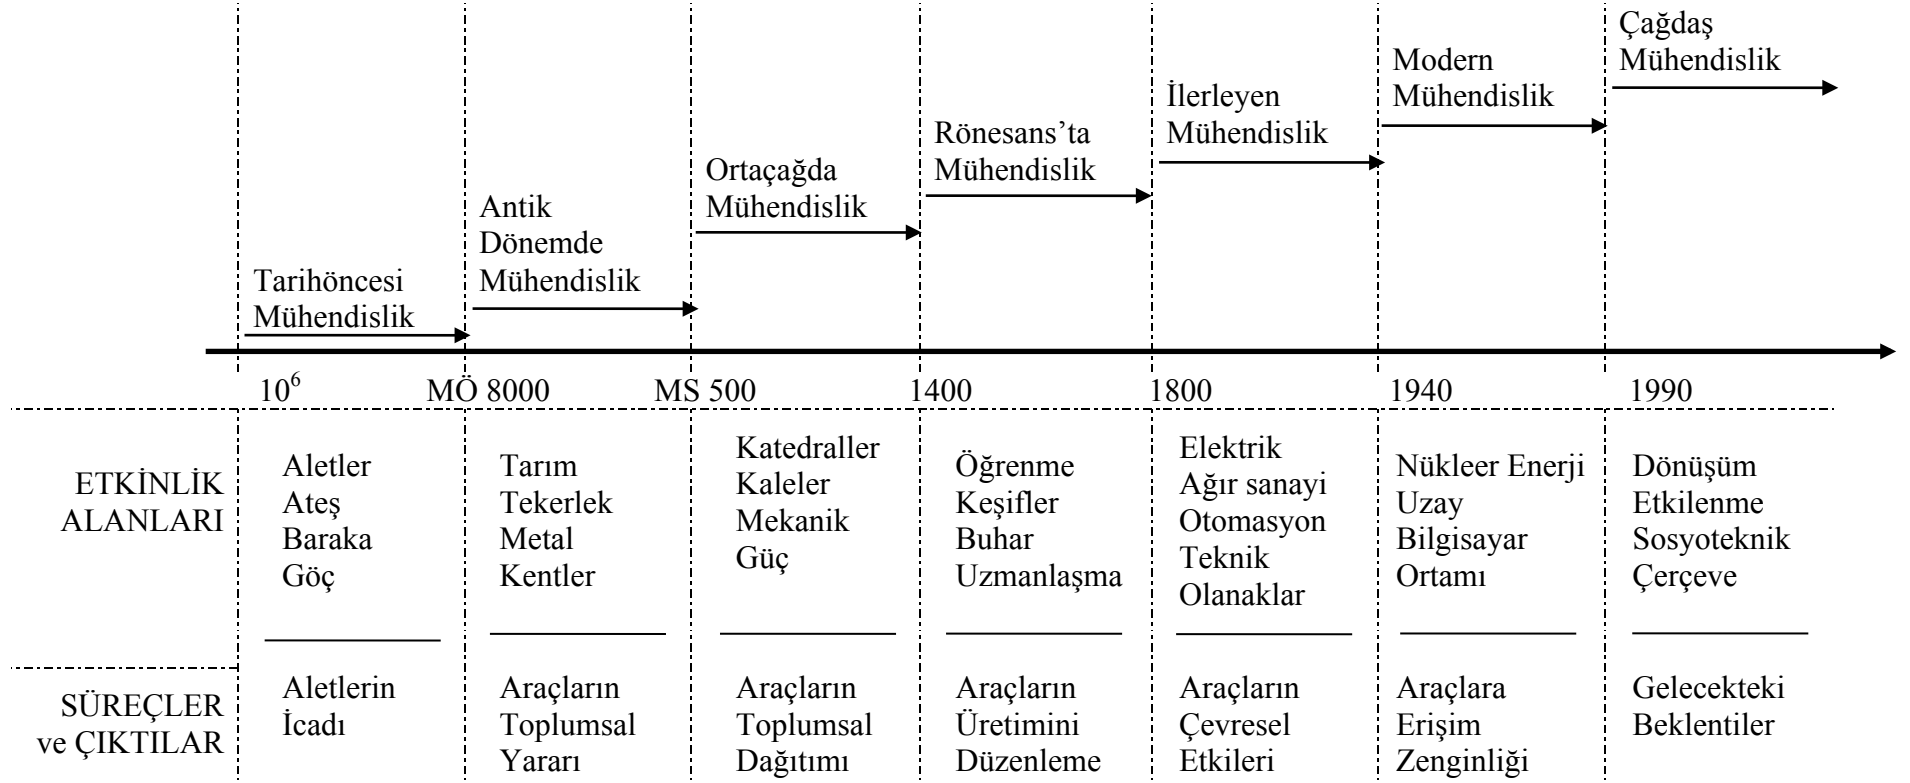 Çağdaş
Mühendislik
Modern
Mühendislik
İlerleyen
Mühendislik
Rönesans’ta
Mühendislik
Ortaçağda
Mühendislik
Antik
Dönemde
Mühendislik
Tarihöncesi
Mühendislik
10⁶ MÖ 8000 MS 500 1400 1800 1940 1990
ETKİNLİK
ALANLARI
Aletler
Ateş
Baraka
Göç
Tarım
Tekerlek
Metal
Kentler
Katedraller
Kaleler
Mekanik
Güç
Öğrenme
Keşifler
Buhar
Uzmanlaşma
Elektrik
Ağır sanayi
Otomasyon
Teknik
Olanaklar
Nükleer Enerji
Uzay
Bilgisayar
Ortamı
Dönüşüm
Etkilenme
Sosyoteknik
Çerçeve
SÜREÇLER
ve ÇIKTILAR
Aletlerin
İcadı
Araçların
Toplumsal
Yararı
Araçların
Toplumsal
Dağıtımı
Araçların
Üretimini
Düzenleme
Araçların
Çevresel
Etkileri
Araçlara
Erişim
Zenginliği
Gelecekteki
Beklentiler